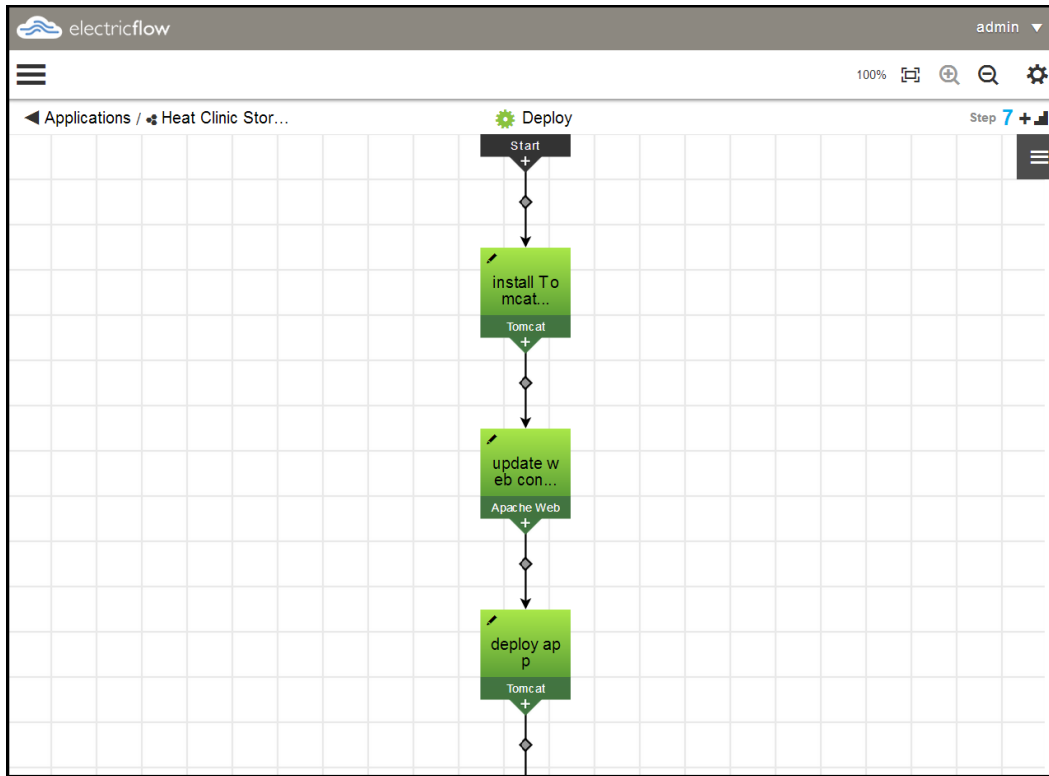 electricflow
admin
100%
Applications / Heat Clinic Stor...
Deploy
Step 7
Start
install To
mcat...
Tomcat
update w
eb con...
Apache Web
deploy ap
p
Tomcat